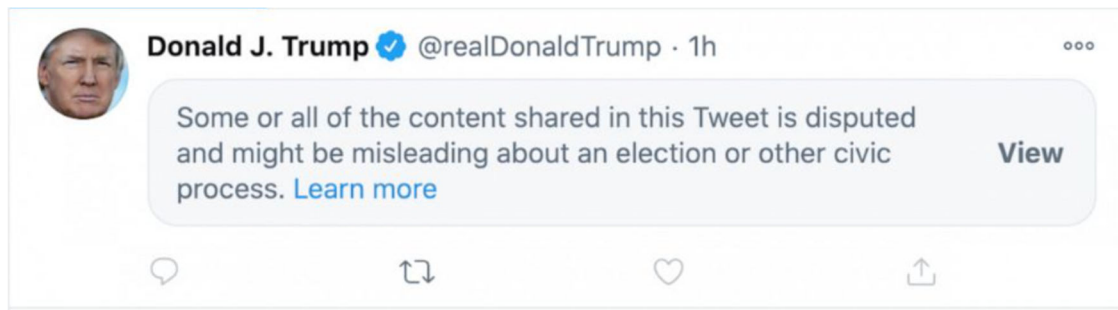 Donald J. Trump @realDonaldTrump · 1h
Some or all of the content shared in this Tweet is disputed
and might be misleading about an election or other civic
process. Learn more
View